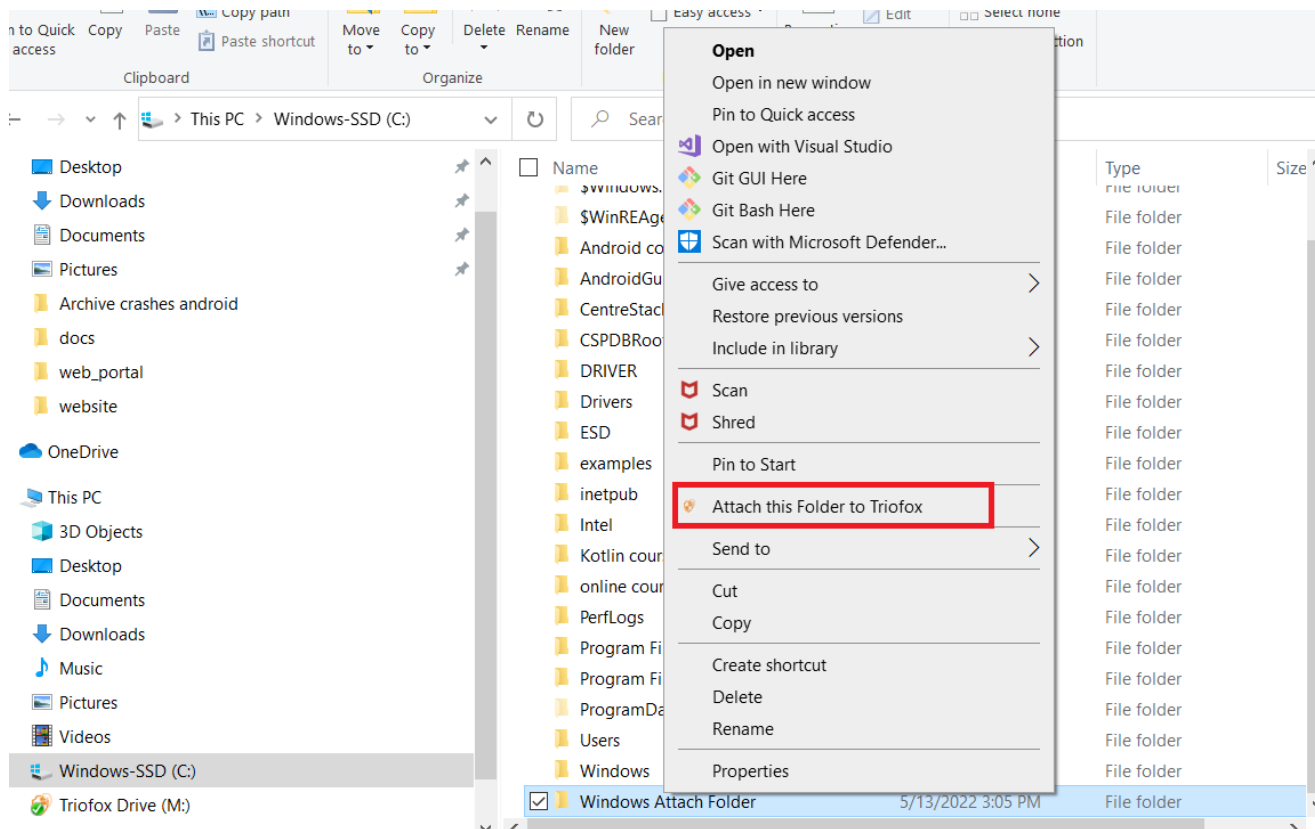 Copy path
Easy access
Edit
Select none
n to Quick Copy Paste Paste shortcut Move Copy Delete Rename New
access to to folder ction
Clipboard Organize
This PC > Windows-SSD (C:) Sear
Desktop
Downloads
Documents
Pictures
Archive crashes android
docs
web_portal
website
OneDrive
This PC
3D Objects
Desktop
Documents
Downloads
Music
Pictures
Videos
Windows-SSD (C:)
Triofox Drive (M:)
Name Type Size
$Windows. File folder
$WinREAge File folder
Android co File folder
AndroidGu File folder
CentreStac File folder
CSPDBRoo File folder
DRIVER File folder
Drivers File folder
ESD File folder
examples File folder
inetpub File folder
Intel File folder
Kotlin cour File folder
online cour File folder
PerfLogs File folder
Program Fi File folder
Program Fi File folder
ProgramDa File folder
Users File folder
Windows File folder
Windows Attach Folder 5/13/2022 3:05 PM File folder
Open
Open in new window
Pin to Quick access
Open with Visual Studio
Git GUI Here
Git Bash Here
Scan with Microsoft Defender...
Give access to
Restore previous versions
Include in library
Scan
Shred
Pin to Start
Attach this Folder to Triofox
Send to
Cut
Copy
Create shortcut
Delete
Rename
Properties